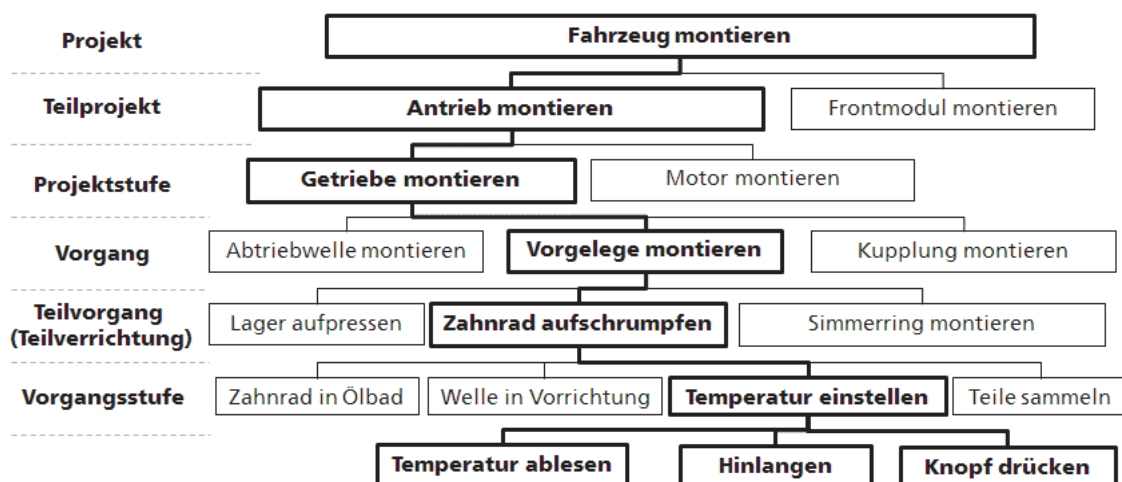 Projekt
Fahrzeug montieren
Teilprojekt
Antrieb montieren
Frontmodul montieren
Projektstufe
Getriebe montieren
Motor montieren
Vorgang
Abtriebwelle montieren
Vorgelege montieren
Kupplung montieren
Teilvorgang
(Teilverrichtung)
Lager aufpressen
Zahnrad aufschrumpfen
Simmerring montieren
Vorgangsstufe
Zahnrad in Ölbad
Welle in Vorrichtung
Temperatur einstellen
Teile sammeln
Temperatur ablesen
Hinlangen
Knopf drücken